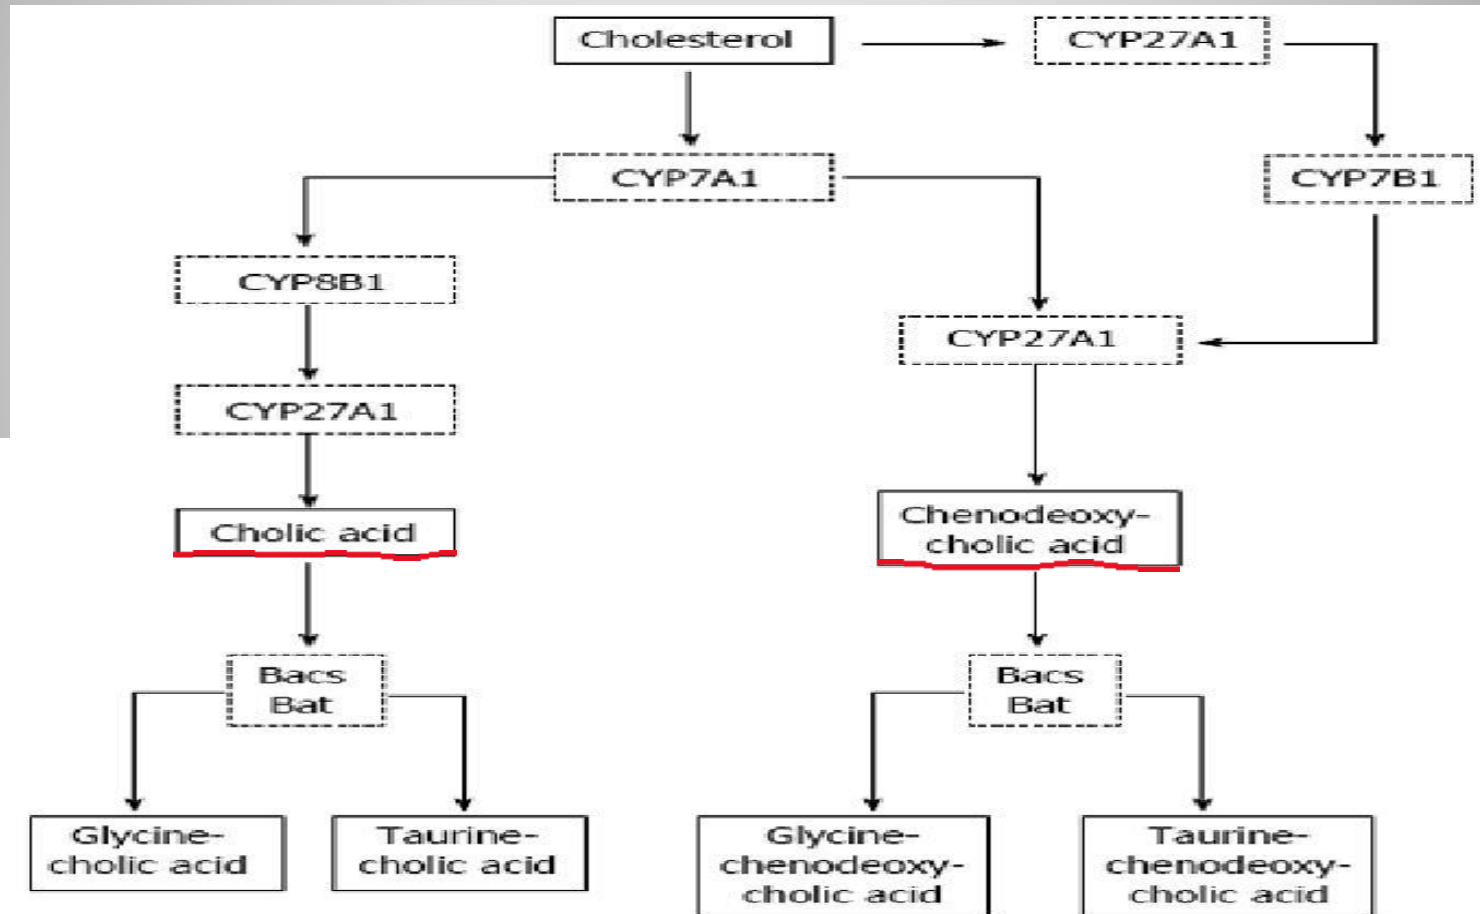 Cholesterol
CYP27A1
CYP7A1
CYP7B1
CYP8B1
CYP27A1
CYP27A1
Cholic acid
Chenodeoxy-
cholic acid
Bacs
Bat
Bacs
Bat
Glycine-
cholic acid
Taurine-
cholic acid
Glycine-
chenodeoxy-
cholic acid
Taurine-
chenodeoxy-
cholic acid